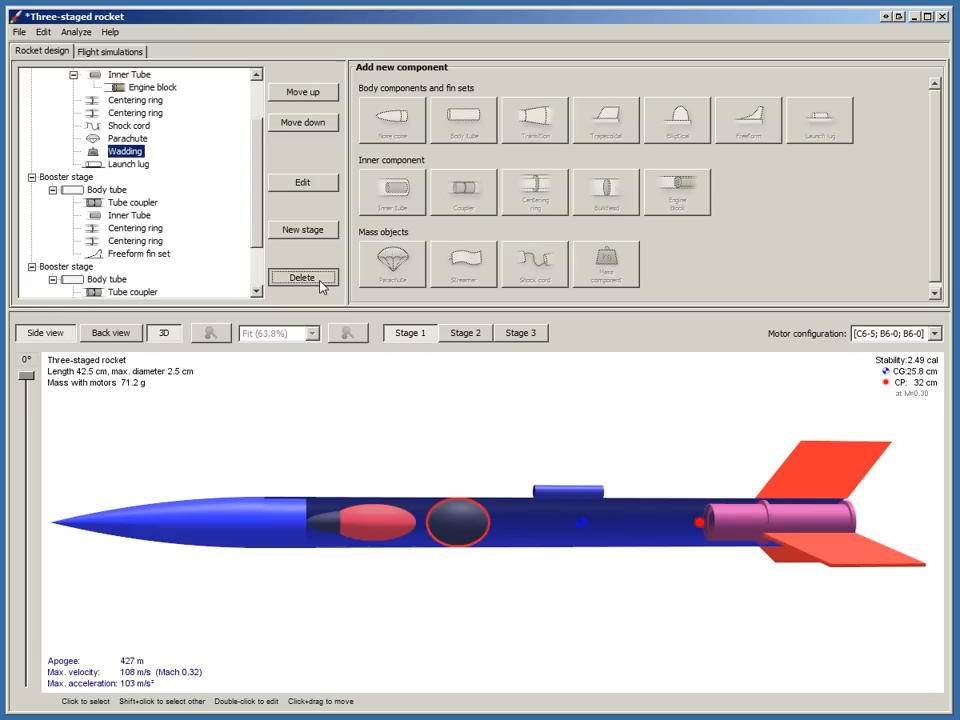 *Three-staged rocket
File Edit Analyze Help
Rocket design Flight simulations
Inner Tube
Engine block
Centering ring
Centering ring
Shock cord
Parachute
Wadding
Launch lug
Booster stage
Body tube
Tube coupler
Inner Tube
Centering ring
Centering ring
Freeform fin set
Booster stage
Body tube
Tube coupler
Move up
Move down
Edit
New stage
Delete
Add new component
Body components and fin sets
Nose cone Body tube Transition Trapezoidal Elliptical Freeform Launch lug
Inner component
Inner Tube Coupler Centering ring Bulkhead Engine block
Mass objects
Parachute Streamer Shock cord Mass component
Side view Back view 3D Fit (63.8%) Stage 1 Stage 2 Stage 3 Motor configuration: [C6-5; B6-0; B6-0]
0°
Three-staged rocket
Length 42.5 cm, max. diameter 2.5 cm
Mass with motors 71.2 g
Stability:2.49 cal
CG:25.8 cm
CP: 32 cm
at M=0.30
Apogee: 427 m
Max. velocity: 108 m/s (Mach 0.32)
Max. acceleration: 103 m/s²
Click to select Shift+click to select other Double-click to edit Click+drag to move